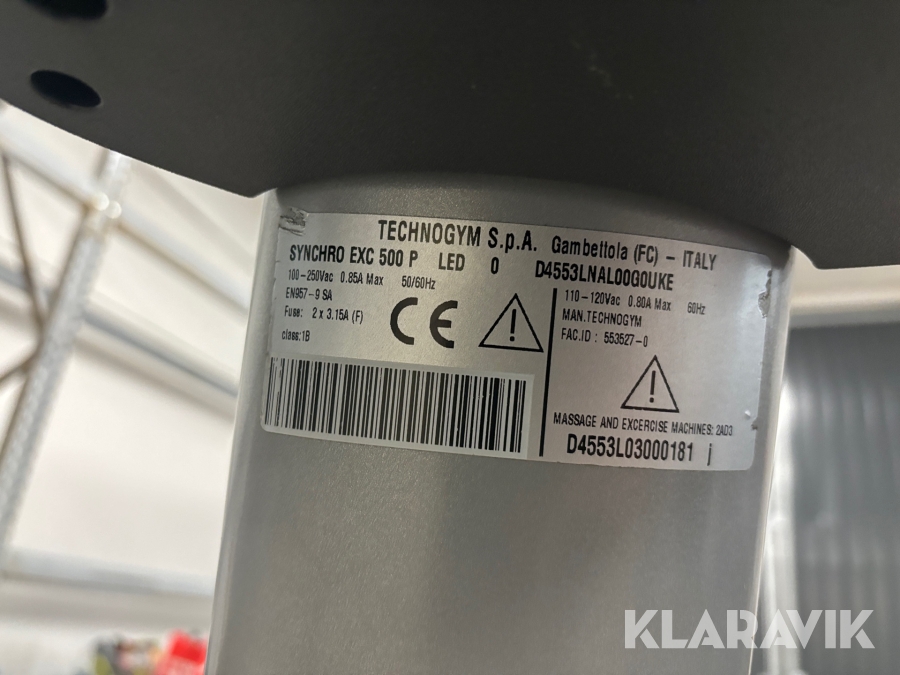 TECHNOGYM S.p.A. Gambettola (FC) - ITALY
SYNCHRO EXC 500 P LED 0 D4553LNAL00G0UKE
100-250Vac 0.85A Max 50/60Hz
EN957-9 SA
Fuse: 2 x 3.15A (F)
class:1B
CE
110-120Vac 0.80A Max 60Hz
MAN.TECHNOGYM
FAC.ID: 553527-0
MASSAGE AND EXCERCISE MACHINES: 2AD3
D4553L03000181 i
KLARAVIK